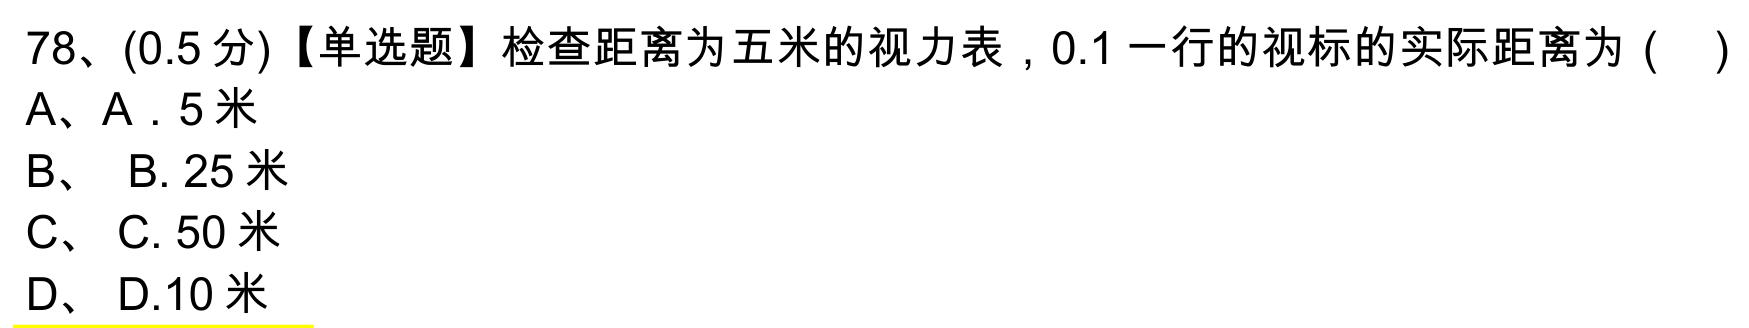 78、(0.5 分)【单选题】检查距离为五米的视力表，0.1 一行的视标的实际距离为（　）
A、A．5 米
B、 B. 25 米
C、 C. 50 米
D、 D.10 米